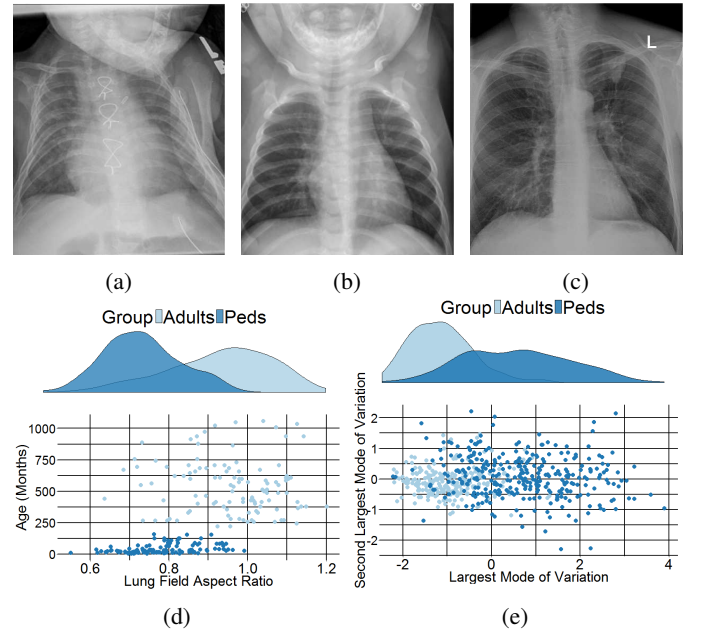 L
(a)
(b)
(c)
Group Adults Peds
Age (Months)
1000
750
500
250
0
0.6
0.8
1.0
1.2
Lung Field Aspect Ratio
(d)
Group Adults Peds
Second Largest Mode of Variation
2
1
0
-1
-2
-2
0
2
4
Largest Mode of Variation
(e)